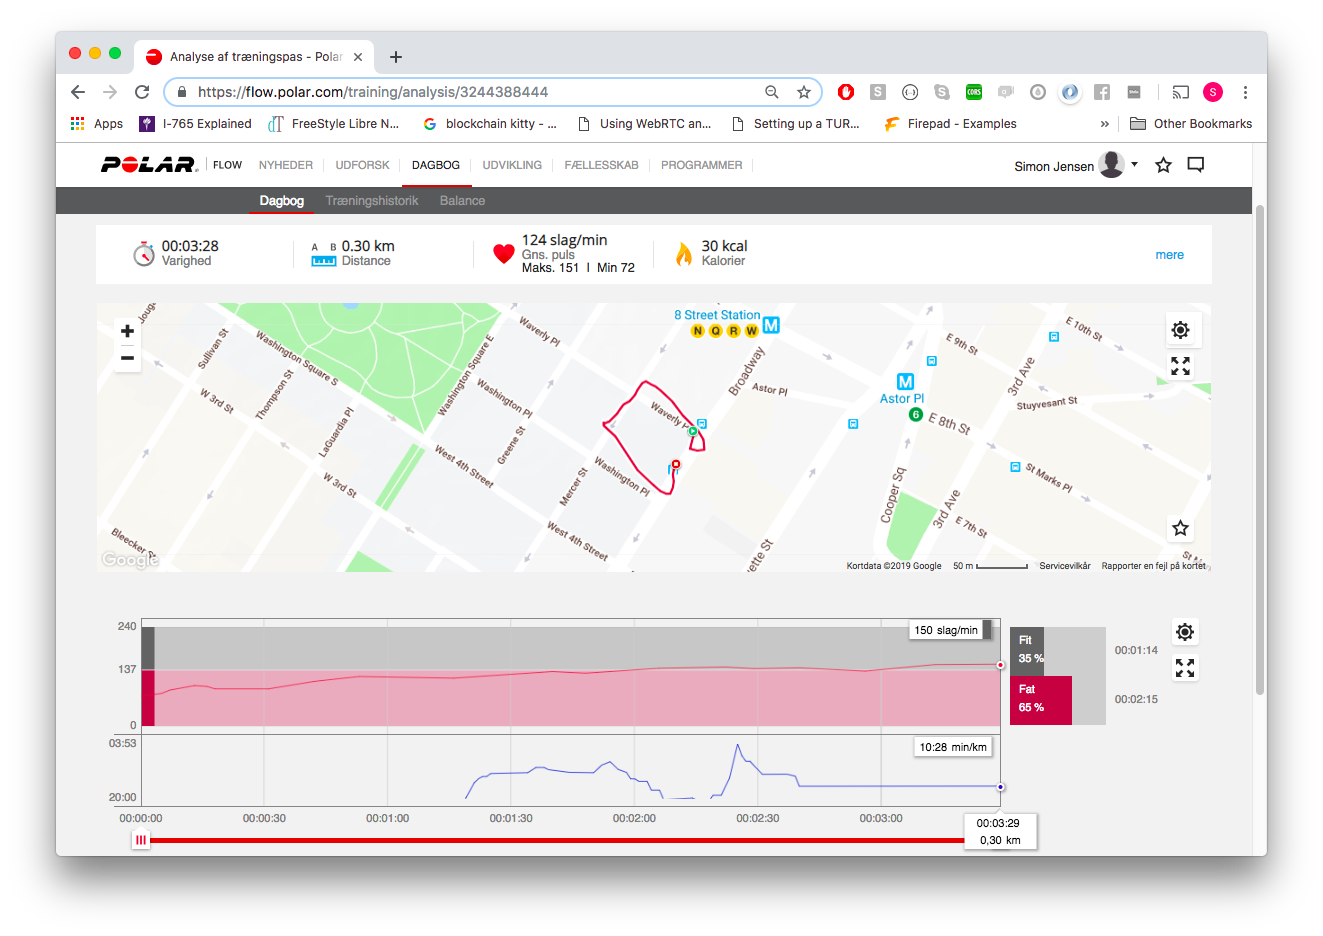 Analyse af træningspas - Polar
https://flow.polar.com/training/analysis/3244388444
S
CORS
S
Apps
I-765 Explained
FreeStyle Libre N...
blockchain kitty - ...
Using WebRTC an...
Setting up a TUR...
Firepad - Examples
»
Other Bookmarks
POLAR
FLOW
NYHEDER
UDFORSK
DAGBOG
UDVIKLING
FÆLLESSKAB
PROGRAMMER
Simon Jensen
Dagbog
Træningshistorik
Balance
00:03:28
Varighed
A B
0.30 km
Distance
124 slag/min
Gns. puls
Maks. 151 | Min 72
30 kcal
Kalorier
mere
8 Street Station
N Q R W
M
Waverly Pl
Washington Square E
Sullivan St
Washington Square S
Thompson St
W 3rd St
LaGuardia Pl
Washington Pl
Greene St
West 4th Street
W 3rd St
Mercer St
Waverly Pl
Washington Pl
West 4th Street
Bleecker St
Broadway
Astor Pl
M
Astor Pl
6
E 8th St
E 9th St
E 10th St
3rd Ave
Stuyvesant St
St Marks Pl
Cooper Sq
3rd Ave
E 7th St
Google
Kortdata ©2019 Google
50 m
Servicevilkår
Rapporter en fejl på kortet
240
137
0
150 slag/min
Fit
35 %
00:01:14
Fat
65 %
00:02:15
03:53
20:00
10:28 min/km
00:00:00
00:00:30
00:01:00
00:01:30
00:02:00
00:02:30
00:03:00
00:03:29
0,30 km